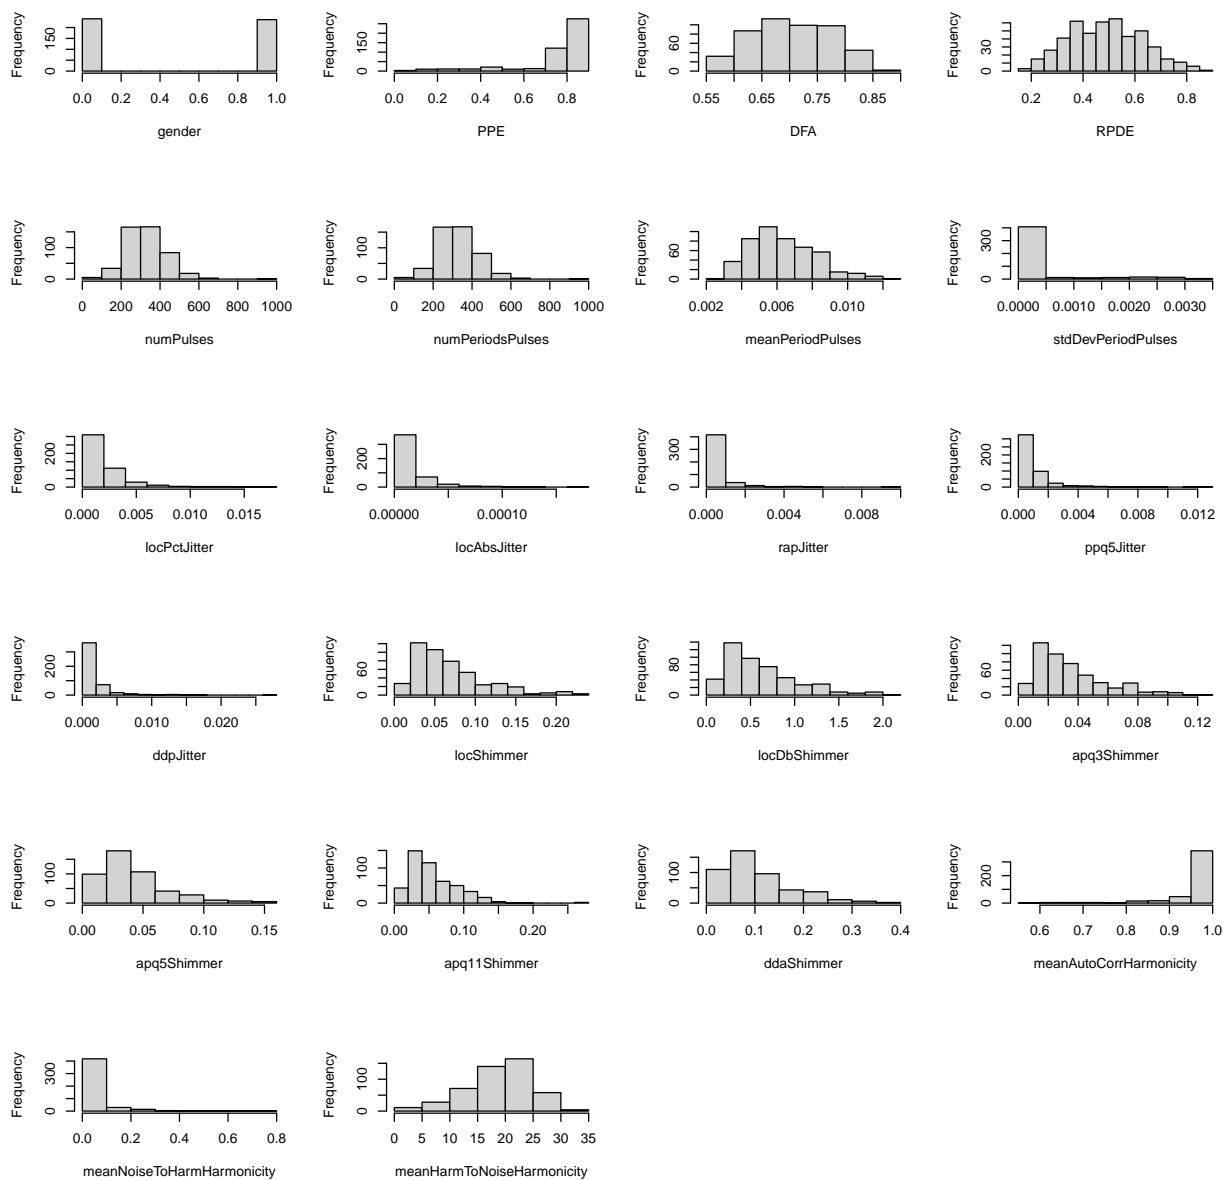 Frequency
0 150
0.0 0.2 0.4 0.6 0.8 1.0
gender
Frequency
0 150
0.0 0.2 0.4 0.6 0.8
PPE
Frequency
0 60
0.55 0.65 0.75 0.85
DFA
Frequency
0 30
0.2 0.4 0.6 0.8
RPDE
Frequency
0 100
0 200 400 600 800 1000
numPulses
Frequency
0 100
0 200 400 600 800 1000
numPeriodsPulses
Frequency
0 60
0.002 0.006 0.010
meanPeriodPulses
Frequency
0 300
0.0000 0.0010 0.0020 0.0030
stdDevPeriodPulses
Frequency
0 200
0.000 0.005 0.010 0.015
locPctJitter
Frequency
0 200
0.00000 0.00010
locAbsJitter
Frequency
0 300
0.000 0.004 0.008
rapJitter
Frequency
0 200
0.000 0.004 0.008 0.012
ppq5Jitter
Frequency
0 200
0.000 0.010 0.020
ddpJitter
Frequency
0 60
0.00 0.05 0.10 0.15 0.20
locShimmer
Frequency
0 80
0.0 0.5 1.0 1.5 2.0
locDbShimmer
Frequency
0 60
0.00 0.04 0.08 0.12
apq3Shimmer
Frequency
0 100
0.00 0.05 0.10 0.15
apq5Shimmer
Frequency
0 100
0.00 0.10 0.20
apq11Shimmer
Frequency
0 100
0.0 0.1 0.2 0.3 0.4
ddaShimmer
Frequency
0 200
0.6 0.7 0.8 0.9 1.0
meanAutoCorrHarmonicity
Frequency
0 300
0.0 0.2 0.4 0.6 0.8
meanNoiseToHarmHarmonicity
Frequency
0 100
0 5 10 15 20 25 30 35
meanHarmToNoiseHarmonicity